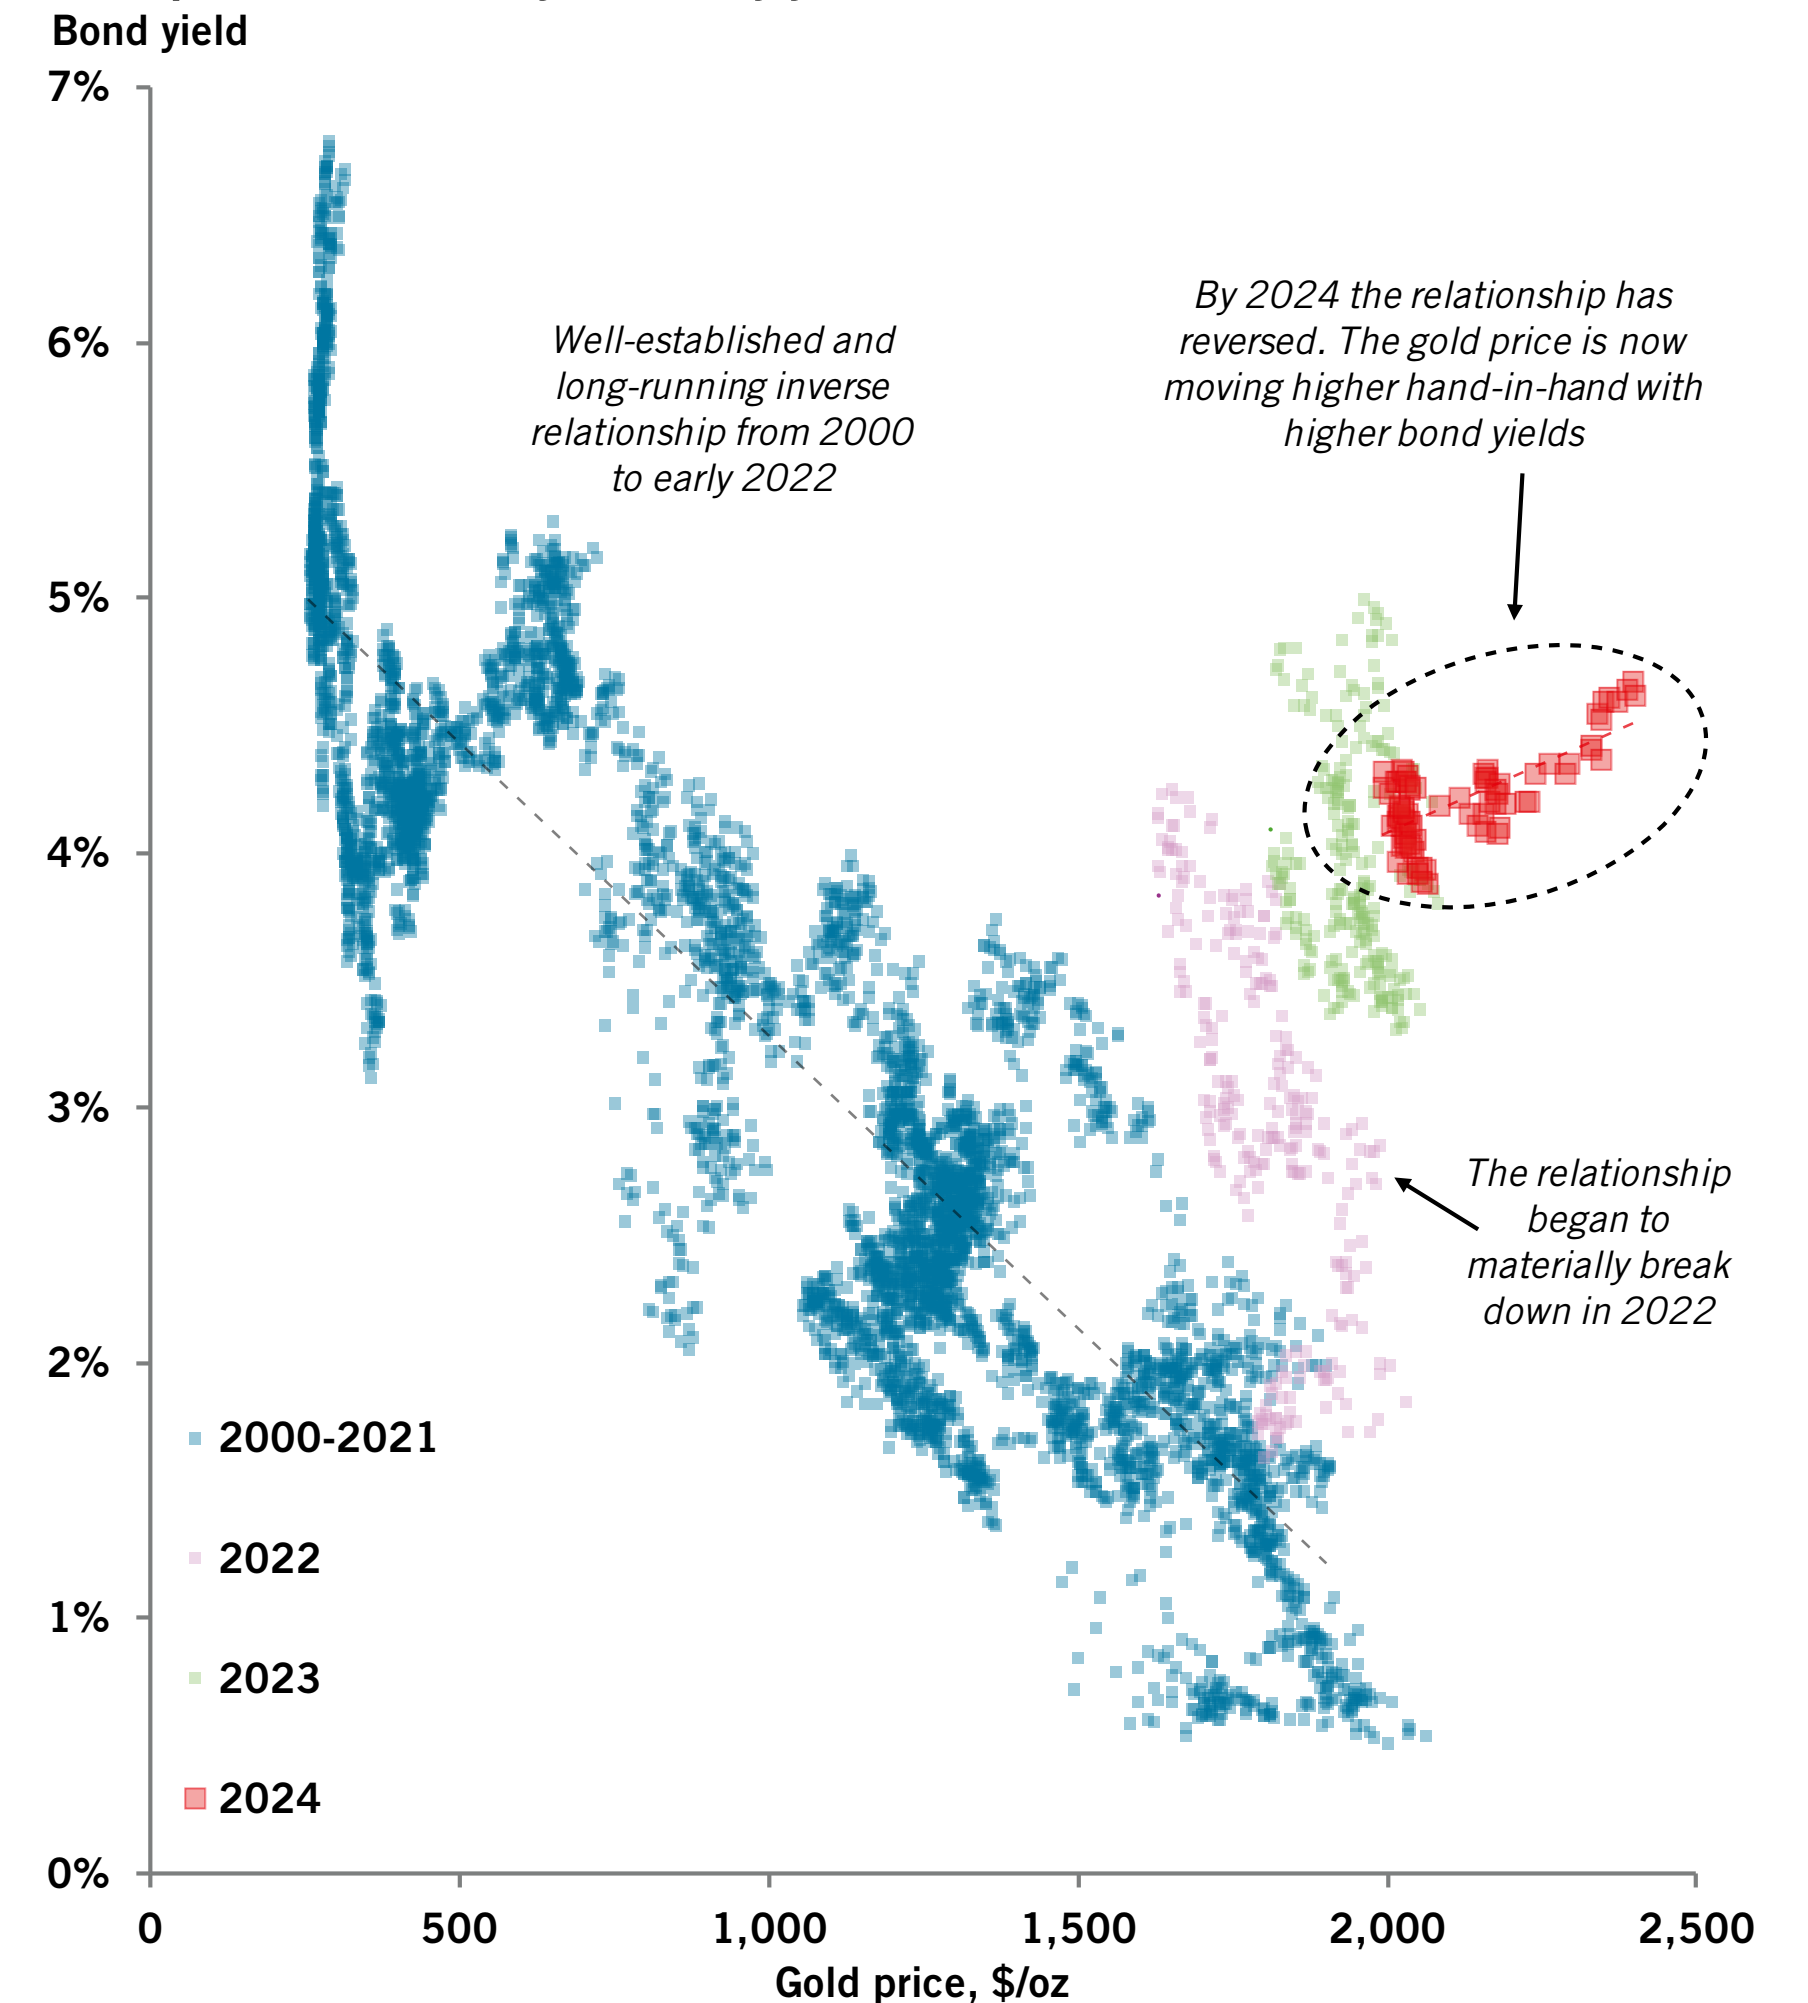 Bond yield
7%
6%
5%
4%
3%
2%
1%
0%
Well-established and
long-running inverse
relationship from 2000
to early 2022
By 2024 the relationship has
reversed. The gold price is now
moving higher hand-in-hand with
higher bond yields
The relationship
began to
materially break
down in 2022
2000-2021
2022
2023
2024
0
500
1,000
1,500
2,000
2,500
Gold price, $/oz